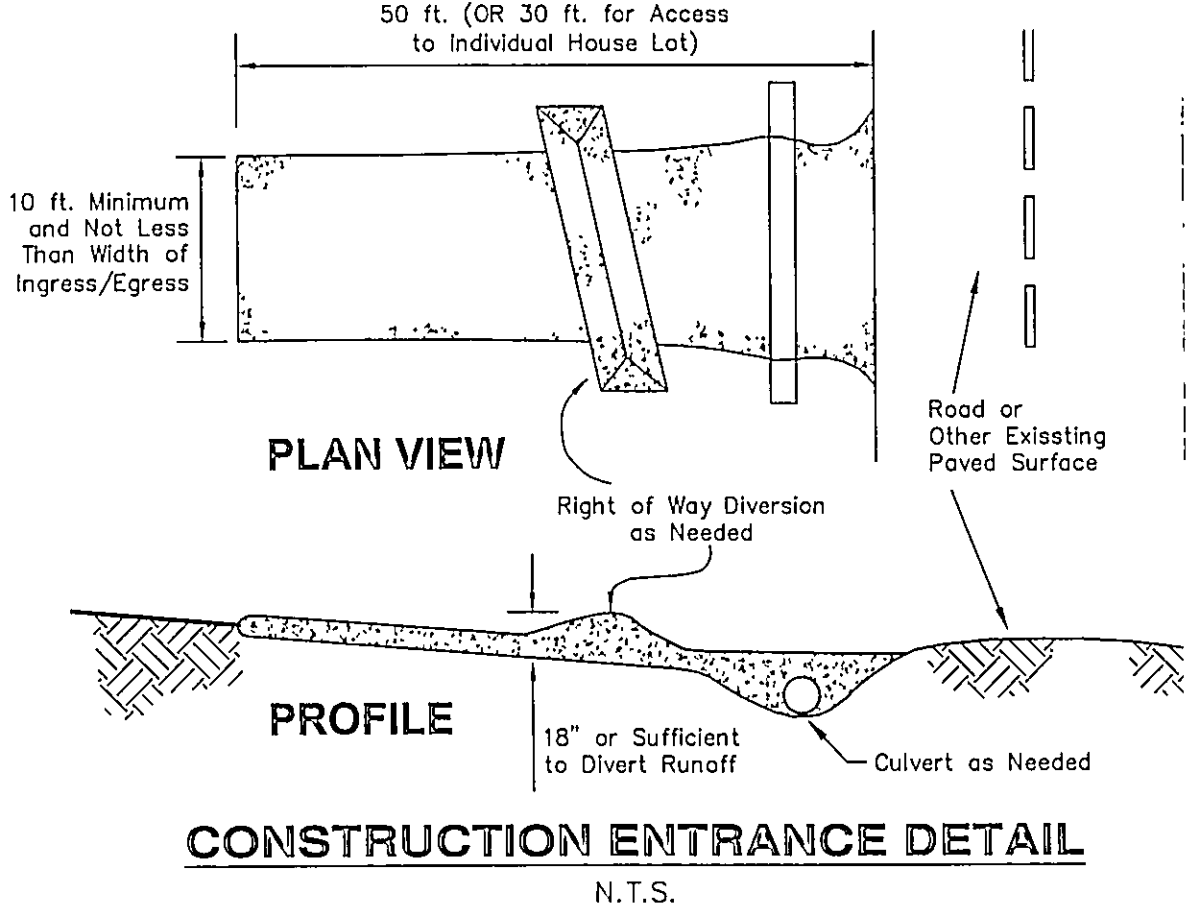 50 ft. (OR 30 ft. for Access
to Individual House Lot)
10 ft. Minimum
and Not Less
Than Width of
Ingress/Egress
PLAN VIEW
Road or
Other Exissting
Paved Surface
Right of Way Diversion
as Needed
PROFILE
18" or Sufficient
to Divert Runoff
Culvert as Needed
CONSTRUCTION ENTRANCE DETAIL
N.T.S.